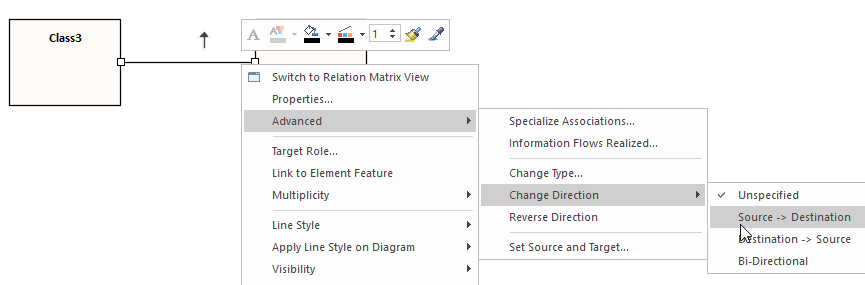 Class3
A
A
1
Switch to Relation Matrix View
Properties...
Advanced
Target Role...
Link to Element Feature
Multiplicity
Line Style
Apply Line Style on Diagram
Visibility
Specialize Associations...
Information Flows Realized...
Change Type...
Change Direction
Reverse Direction
Set Source and Target...
Unspecified
Source -> Destination
Destination -> Source
Bi-Directional